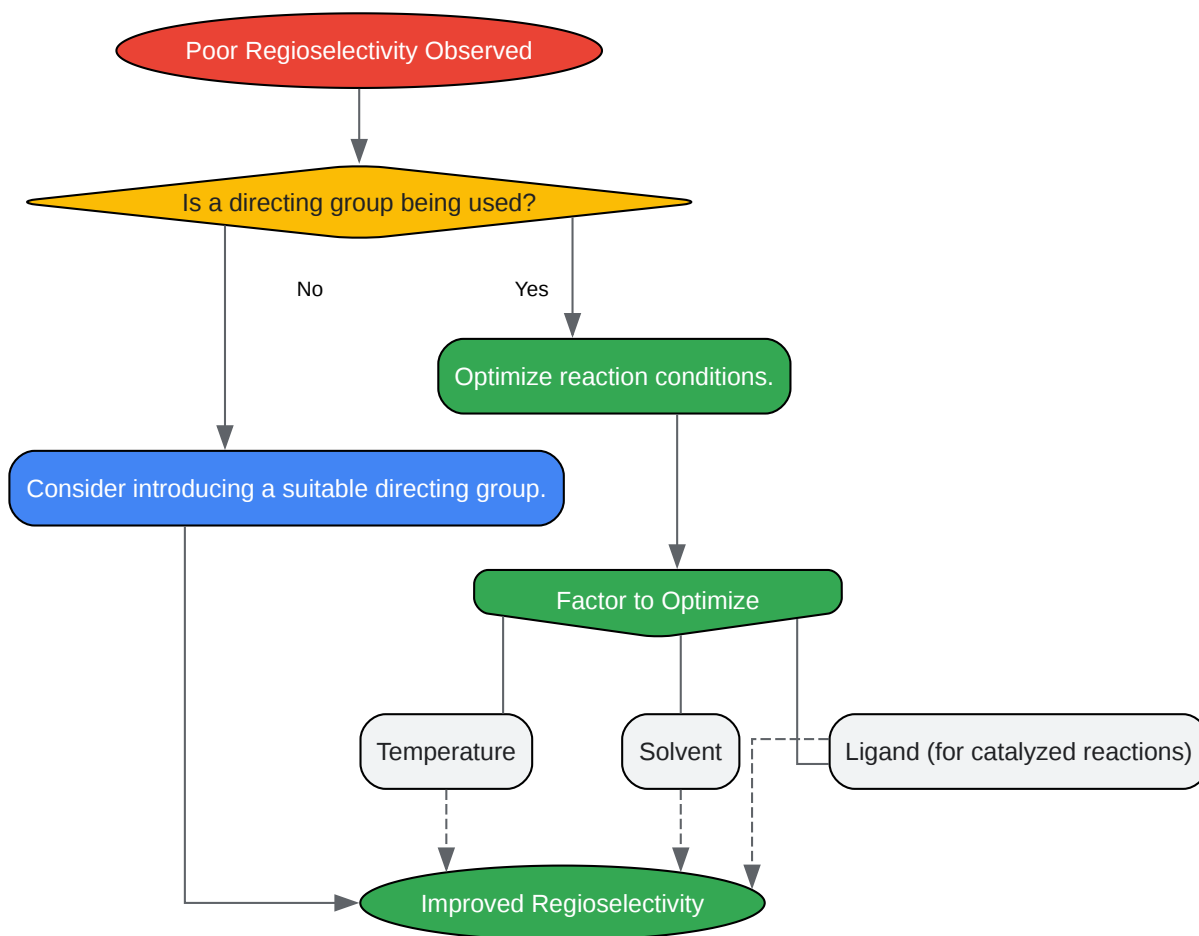 Poor Regioselectivity Observed
Is a directing group being used?
No
Yes
Optimize reaction conditions.
Consider introducing a suitable directing group.
Factor to Optimize
Temperature
Solvent
Ligand (for catalyzed reactions)
Improved Regioselectivity